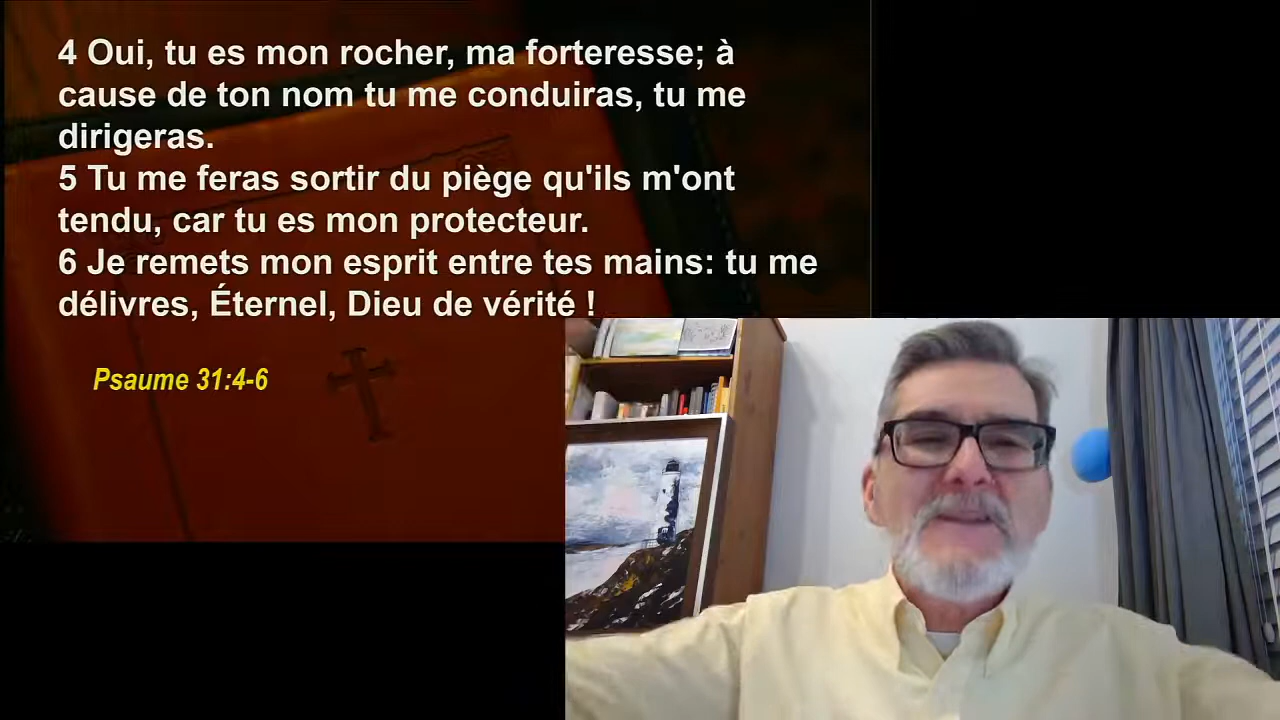 4 Oui, tu es mon rocher, ma forteresse; à
cause de ton nom tu me conduiras, tu me
dirigeras.
5 Tu me feras sortir du piège qu'ils m'ont
tendu, car tu es mon protecteur.
6 Je remets mon esprit entre tes mains: tu me
délivres, Éternel, Dieu de vérité !
Psaume 31:4-6